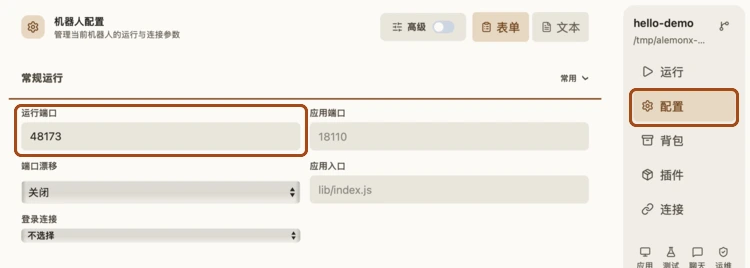 机器人配置
管理当前机器人的运行与连接参数
高级
表单
文本
常规运行
常用
运行端口
48173
应用端口
18110
端口漂移
关闭
应用入口
lib/index.js
登录连接
不选择
hello-demo
/tmp/alemonx-...
运行
配置
背包
插件
连接
应用
测试
聊天
运维